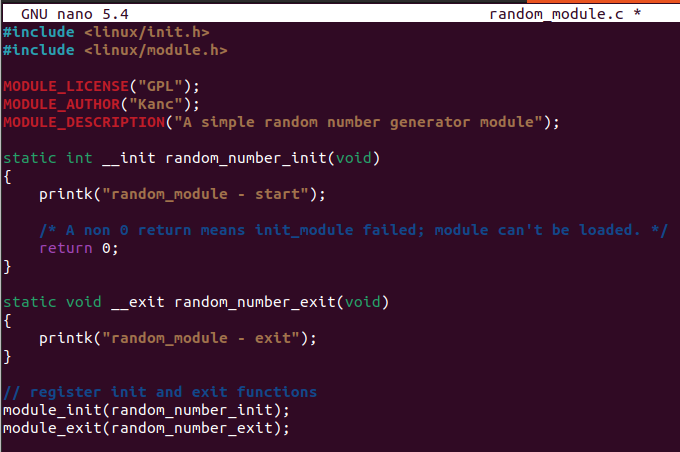 GNU nano 5.4 random_module.c *
#include <linux/init.h>
#include <linux/module.h>
MODULE_LICENSE("GPL");
MODULE_AUTHOR("Kanc");
MODULE_DESCRIPTION("A simple random number generator module");
static int __init random_number_init(void)
{
    printk("random_module - start");
    /* A non 0 return means init_module failed; module can't be loaded. */
    return 0;
}
static void __exit random_number_exit(void)
{
    printk("random_module - exit");
}
// register init and exit functions
module_init(random_number_init);
module_exit(random_number_exit);